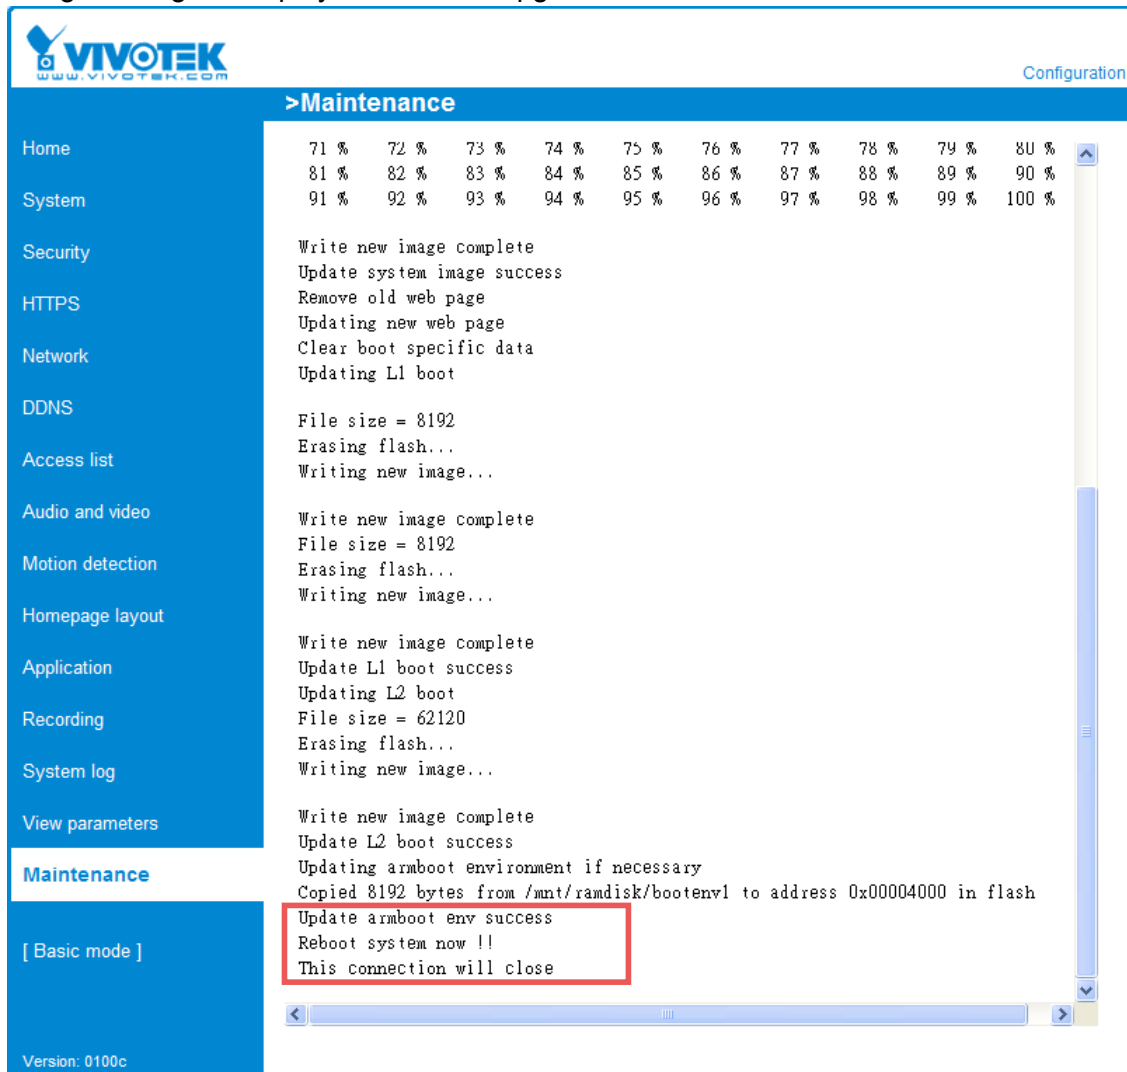 VIVOTEK
www.vivotek.com
Configuration
>Maintenance
Home
System
Security
HTTPS
Network
DDNS
Access list
Audio and video
Motion detection
Homepage layout
Application
Recording
System log
View parameters
Maintenance
[ Basic mode ]
Version: 0100c
71 % 72 % 73 % 74 % 75 % 76 % 77 % 78 % 79 % 80 %
81 % 82 % 83 % 84 % 85 % 86 % 87 % 88 % 89 % 90 %
91 % 92 % 93 % 94 % 95 % 96 % 97 % 98 % 99 % 100 %
Write new image complete
Update system image success
Remove old web page
Updating new web page
Clear boot specific data
Updating L1 boot
File size = 8192
Erasing flash...
Writing new image...
Write new image complete
File size = 8192
Erasing flash...
Writing new image...
Write new image complete
Update L1 boot success
Updating L2 boot
File size = 62120
Erasing flash...
Writing new image...
Write new image complete
Update L2 boot success
Updating armboot environment if necessary
Copied 8192 bytes from /mnt/ramdisk/bootenv1 to address 0x00004000 in flash
Update armboot env success
Reboot system now !!
This connection will close